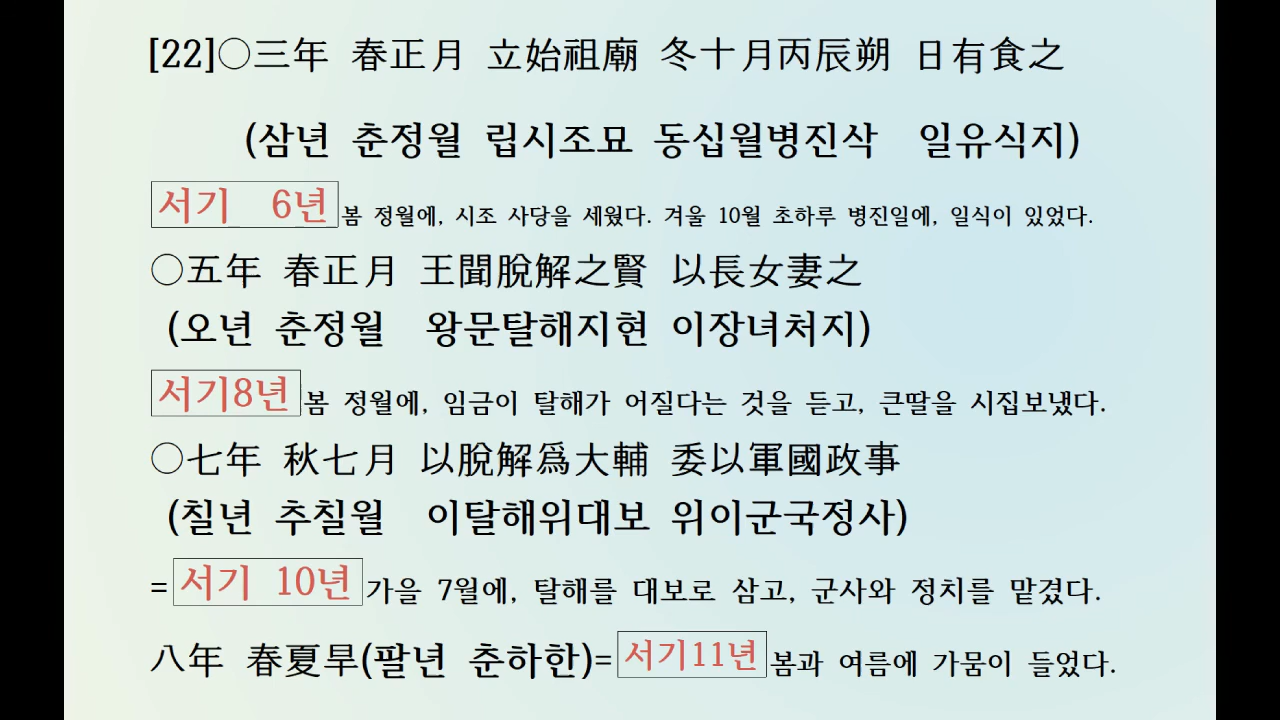 [22]○三年 春正月 立始祖廟 冬十月丙辰朔 日有食之
(삼년 춘정월 립시조묘 동십월병진삭 일유식지)
서기 6년 봄 정월에, 시조 사당을 세웠다. 겨울 10월 초하루 병진일에, 일식이 있었다.
○五年 春正月 王聞脫解之賢 以長女妻之
(오년 춘정월 왕문탈해지현 이장녀처지)
서기8년 봄 정월에, 임금이 탈해가 어질다는 것을 듣고, 큰딸을 시집보냈다.
○七年 秋七月 以脫解爲大輔 委以軍國政事
(칠년 추칠월 이탈해위대보 위이군국정사)
=서기 10년 가을 7월에, 탈해를 대보로 삼고, 군사와 정치를 맡겼다.
八年 春夏旱(팔년 춘하한)=서기11년 봄과 여름에 가뭄이 들었다.